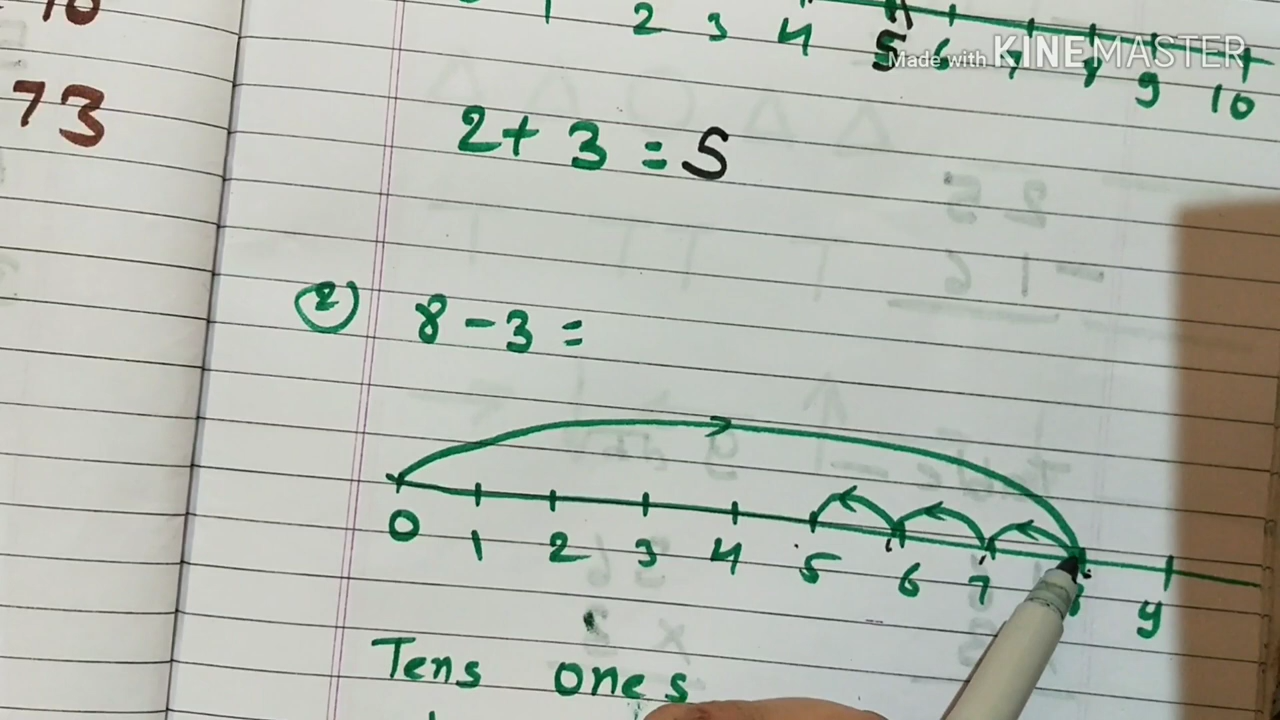 1 2 3 4 5 6 7 8 9 10
Made with KINEMASTER
73
2 + 3 = 5
② 8 - 3 =
0 1 2 3 4 5 6 7 8 9
Tens ones